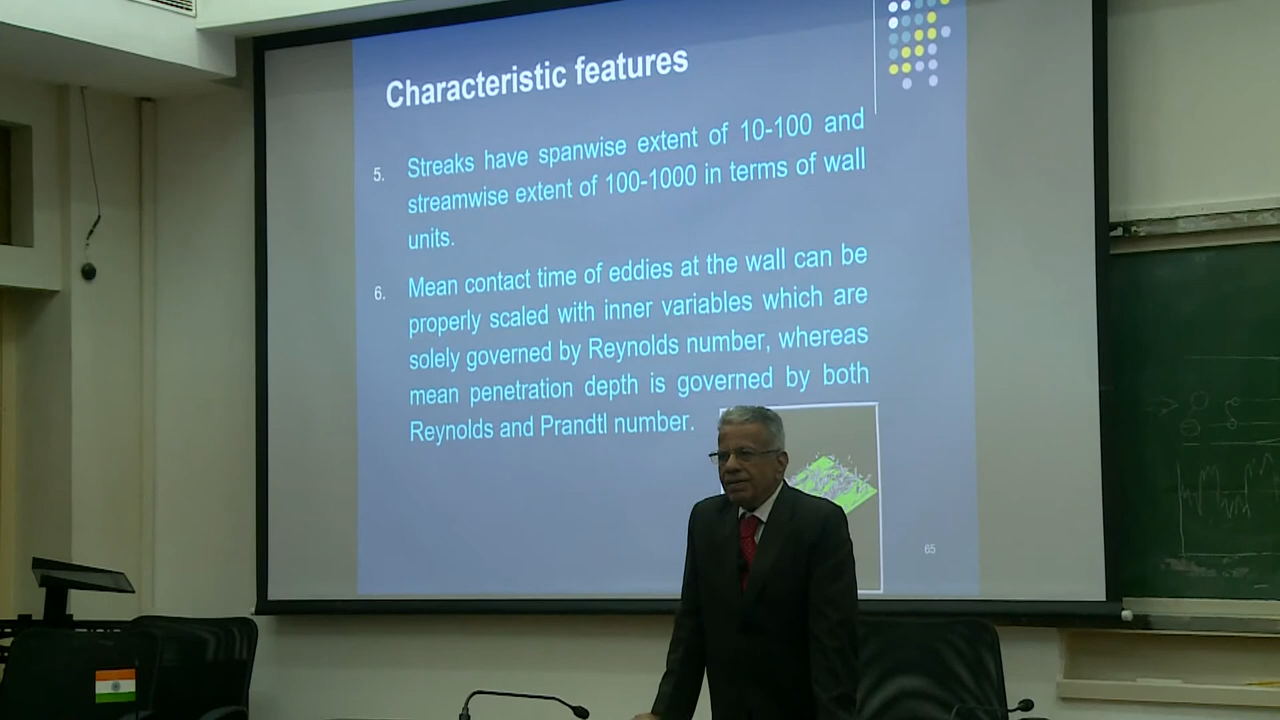 Characteristic features
5. Streaks have spanwise extent of 10-100 and
streamwise extent of 100-1000 in terms of wall
units.
6. Mean contact time of eddies at the wall can be
properly scaled with inner variables which are
solely governed by Reynolds number, whereas
mean penetration depth is governed by both
Reynolds and Prandtl number.
65